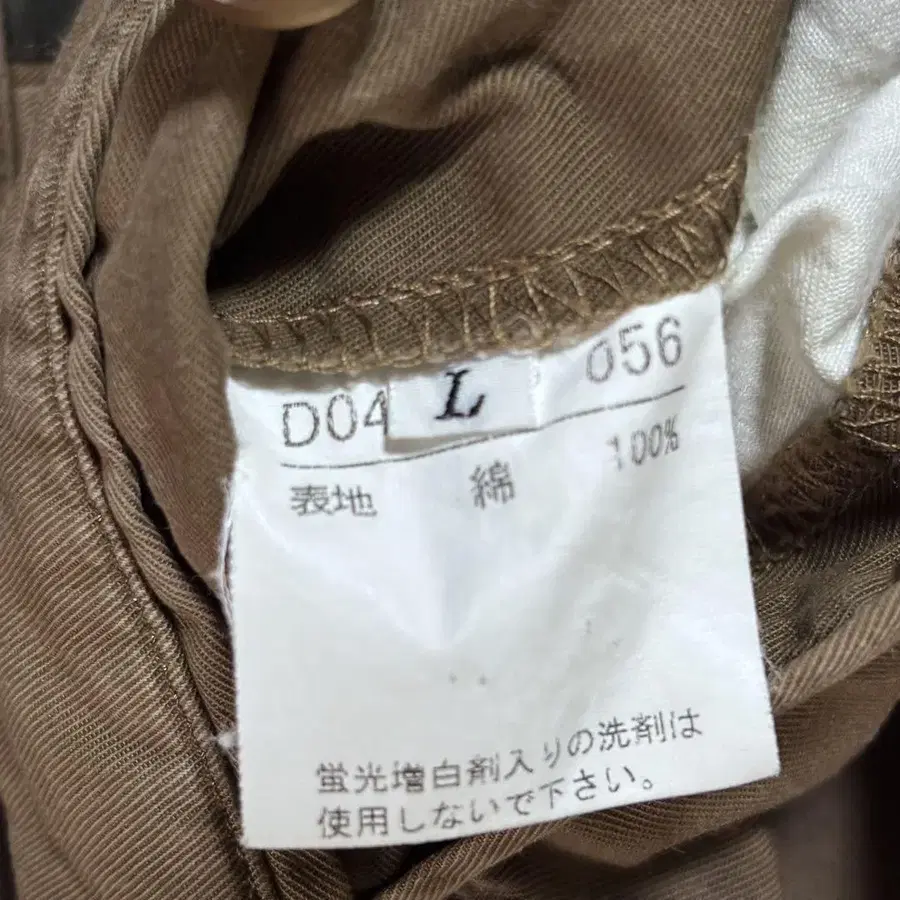 D04 L 056
表地 綿 100%
蛍光増白剤入りの洗剤は
使用しないで下さい。